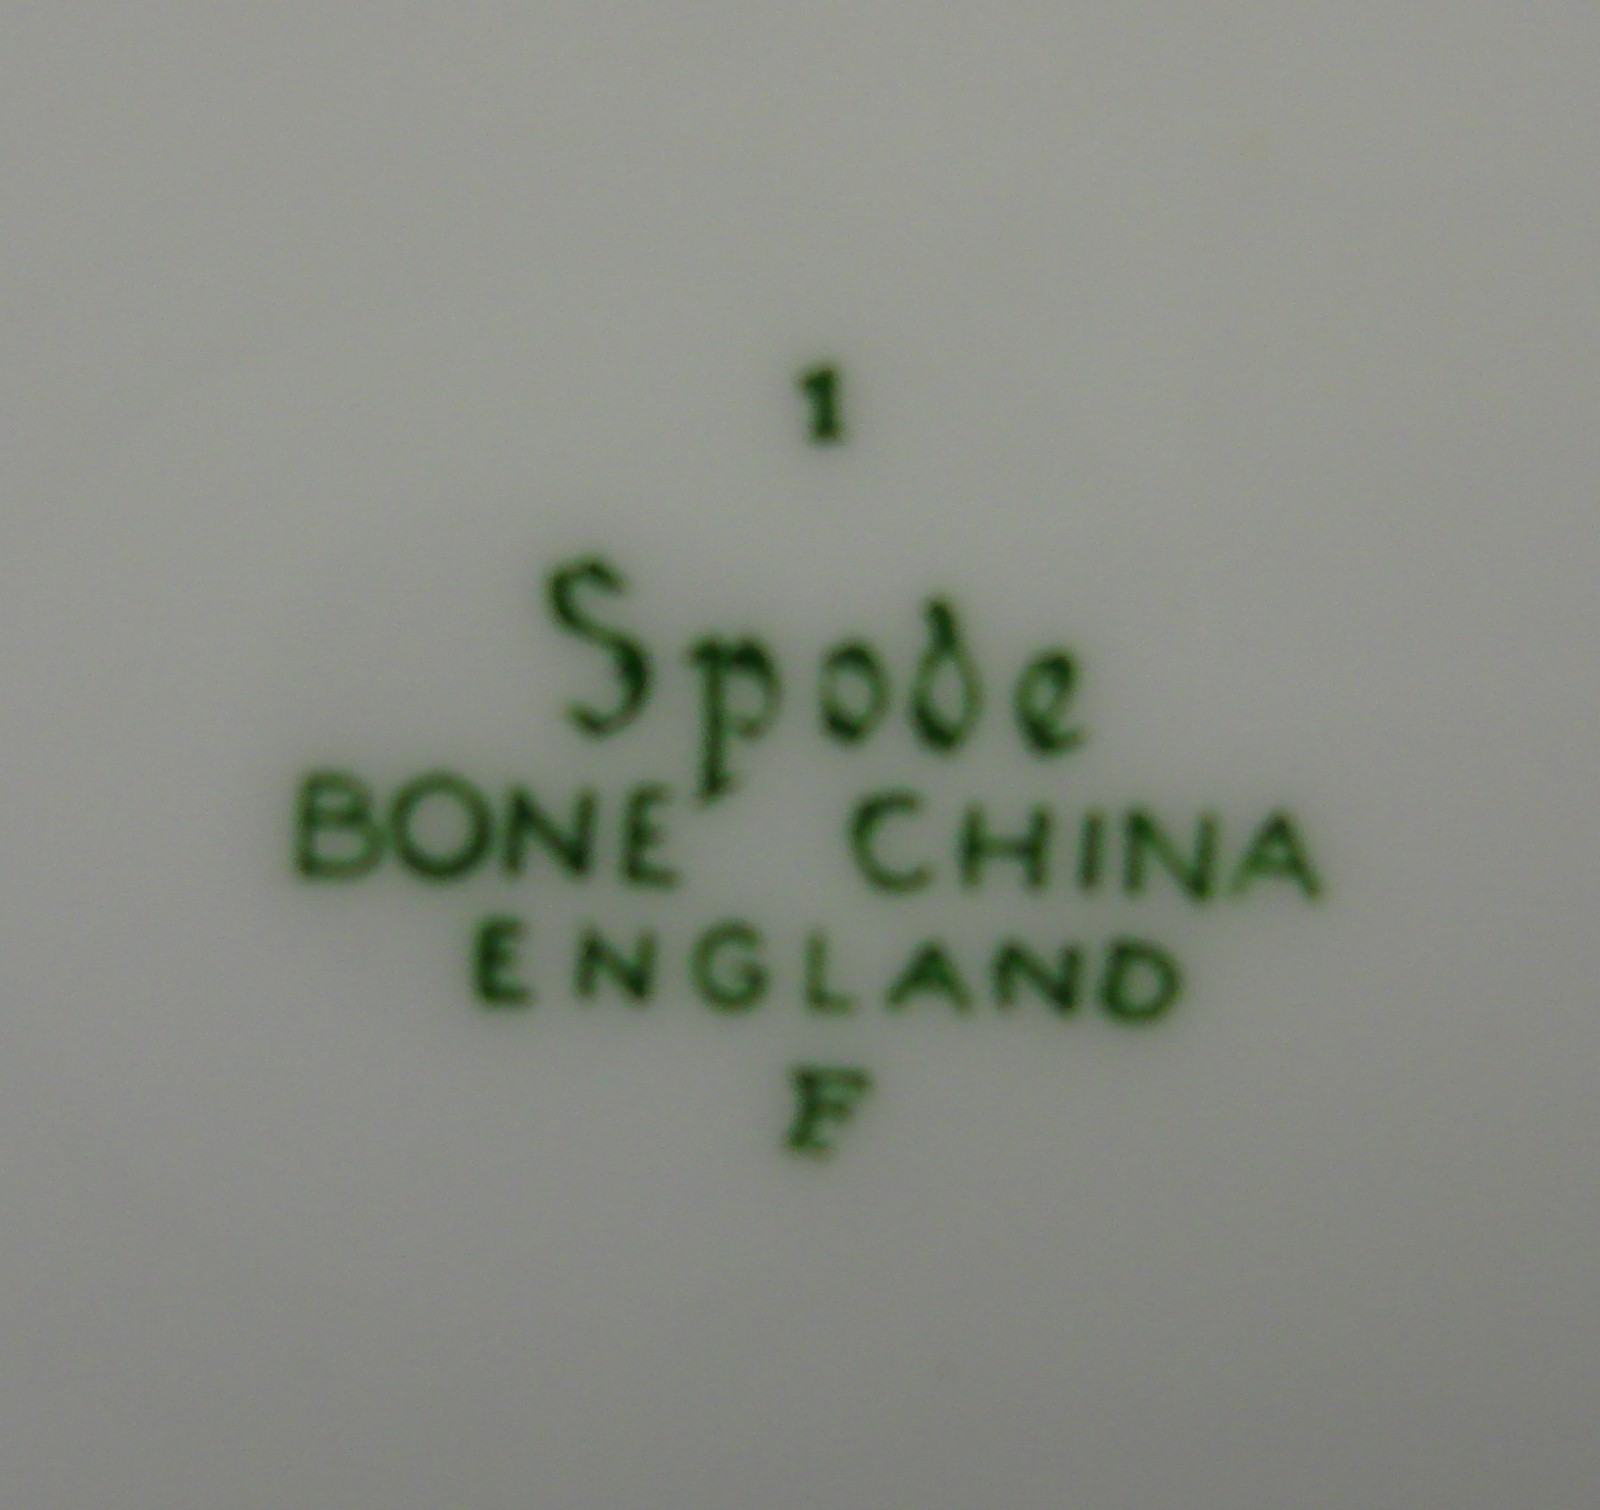 1
Spode
BONE CHINA
ENGLAND
F